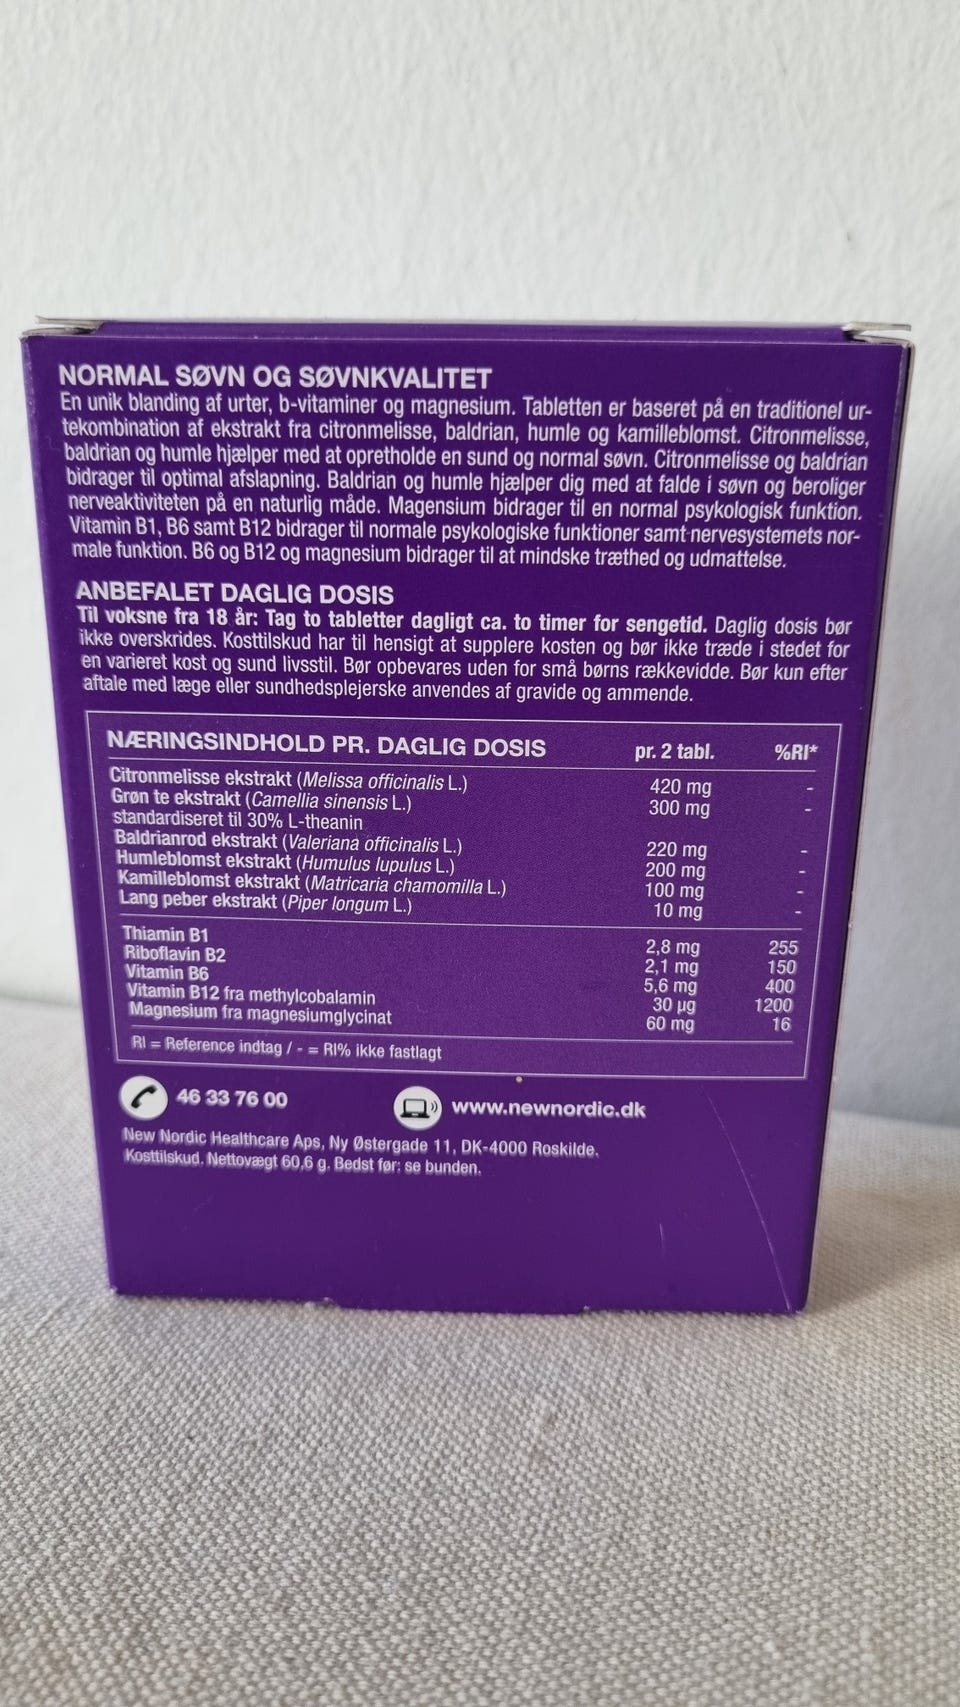 NORMAL SØVN OG SØVNKVALITET
En unik blanding af urter, b-vitaminer og magnesium. Tabletten er baseret på en traditionel ur-
tekombination af ekstrakt fra citronmelisse, baldrian, humle og kamilleblomst. Citronmelisse,
baldrian og humle hjælper med at opretholde en sund og normal søvn. Citronmelisse og baldrian
bidrager til optimal afslapning. Baldrian og humle hjælper dig med at falde i søvn og beroliger
nerveaktiviteten på en naturlig måde. Magensium bidrager til en normal psykologisk funktion.
Vitamin B1, B6 samt B12 bidrager til normale psykologiske funktioner samt nervesystemets nor-
male funktion. B6 og B12 og magnesium bidrager til at mindske træthed og udmattelse.
ANBEFALET DAGLIG DOSIS
Til voksne fra 18 år: Tag to tabletter dagligt ca. to timer for sengetid. Daglig dosis bør
ikke overskrides. Kosttilskud har til hensigt at supplere kosten og bør ikke træde i stedet for
en varieret kost og sund livsstil. Bør opbevares uden for små børns rækkevidde. Bør kun efter
aftale med læge eller sundhedsplejerske anvendes af gravide og ammende.
NÆRINGSINDHOLD PR. DAGLIG DOSIS pr. 2 tabl. %RI*
Citronmelisse ekstrakt (Melissa officinalis L.) 420 mg -
Grøn te ekstrakt (Camellia sinensis L.) 300 mg -
standardiseret til 30% L-theanin
Baldrianrod ekstrakt (Valeriana officinalis L.) 220 mg -
Humleblomst ekstrakt (Humulus lupulus L.) 200 mg -
Kamilleblomst ekstrakt (Matricaria chamomilla L.) 100 mg -
Lang peber ekstrakt (Piper longum L.) 10 mg -
Thiamin B1 2,8 mg 255
Riboflavin B2 2,1 mg 150
Vitamin B6 5,6 mg 400
Vitamin B12 fra methylcobalamin 30 µg 1200
Magnesium fra magnesiumglycinat 60 mg 16
RI = Reference indtag / - = RI% ikke fastlagt
46 33 76 00 www.newnordic.dk
New Nordic Healthcare Aps, Ny Østergade 11, DK-4000 Roskilde.
Kosttilskud. Nettovægt 60,6 g. Bedst før: se bunden.